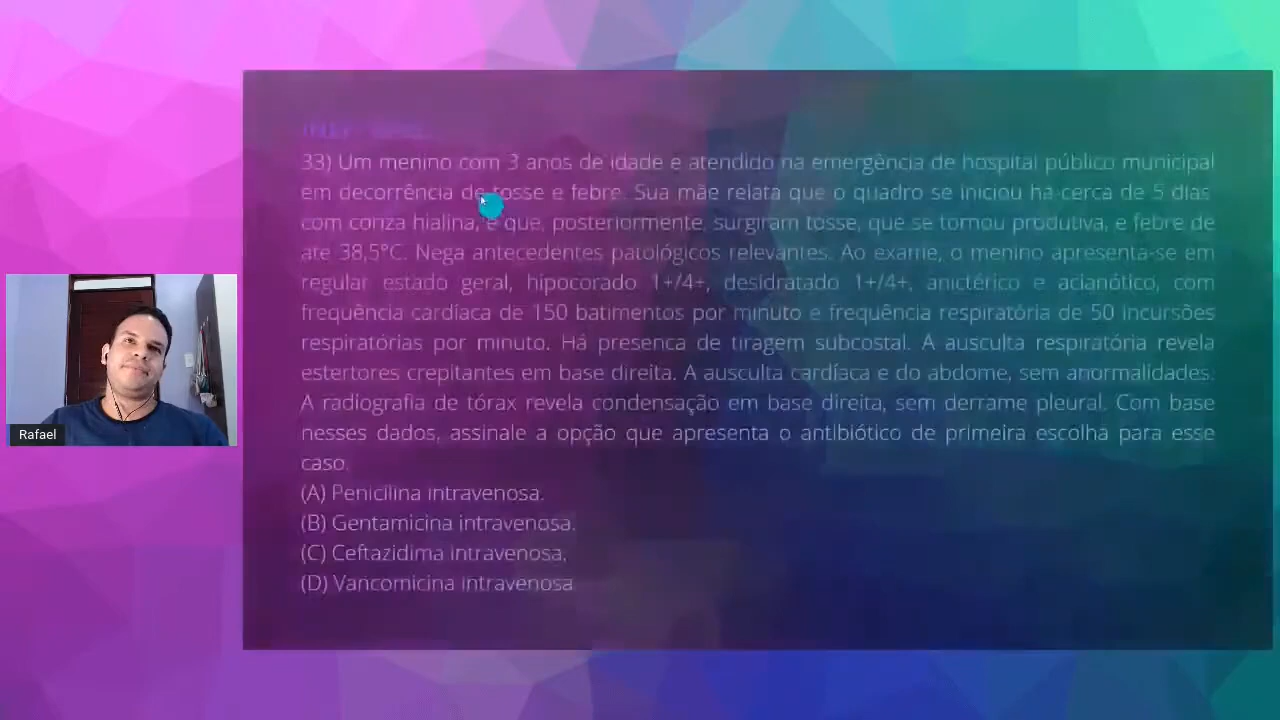 33) Um menino com 3 anos de idade é atendido na emergência de hospital público municipal
em decorrência de tosse e febre. Sua mãe relata que o quadro se iniciou há cerca de 5 dias
com coriza hialina, e que, posteriormente, surgiram tosse, que se tornou produtiva, e febre de
até 38,5°C. Nega antecedentes patológicos relevantes. Ao exame, o menino apresenta-se em
regular estado geral, hipocorado 1+/4+, desidratado 1+/4+, anictérico e acianótico, com
frequência cardíaca de 150 batimentos por minuto e frequência respiratória de 50 incursões
respiratórias por minuto. Há presença de tiragem subcostal. A ausculta respiratória revela
estertores crepitantes em base direita. A ausculta cardíaca e do abdome, sem anormalidades.
A radiografia de tórax revela condensação em base direita, sem derrame pleural. Com base
nesses dados, assinale a opção que apresenta o antibiótico de primeira escolha para esse
caso.
(A) Penicilina intravenosa.
(B) Gentamicina intravenosa.
(C) Ceftazidima intravenosa.
(D) Vancomicina intravenosa
Rafael